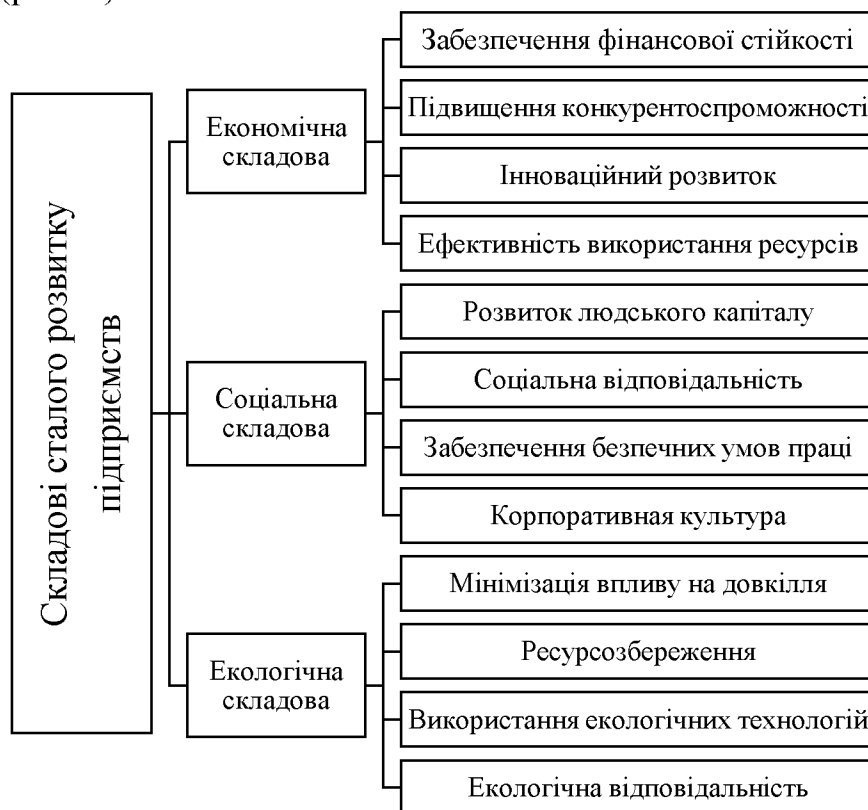 Складові сталого розвитку
підприємств
Економічна
складова
Забезпечення фінансової стійкості
Підвищення конкурентоспроможності
Інноваційний розвиток
Ефективність використання ресурсів
Соціальна
складова
Розвиток людського капіталу
Соціальна відповідальність
Забезпечення безпечних умов праці
Корпоративная культура
Екологічна
складова
Мінімізація впливу на довкілля
Ресурсозбереження
Використання екологічних технологій
Екологічна відповідальність